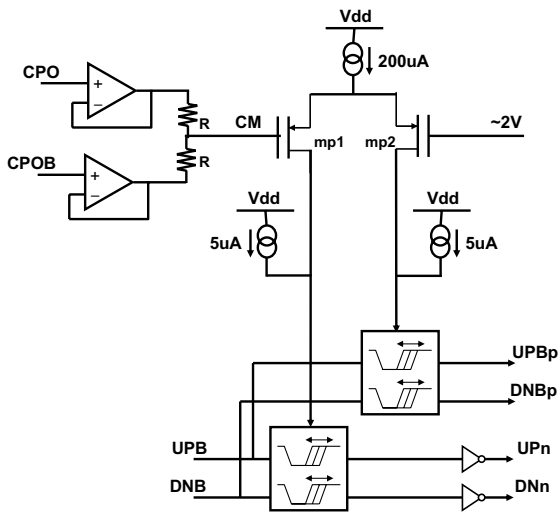 Vdd
200uA
CPO
+
−
R
CM
mp1
mp2
~2V
R
CPOB
+
−
Vdd
5uA
Vdd
5uA
UPBp
DNBp
UPB
UPn
DNB
DNn